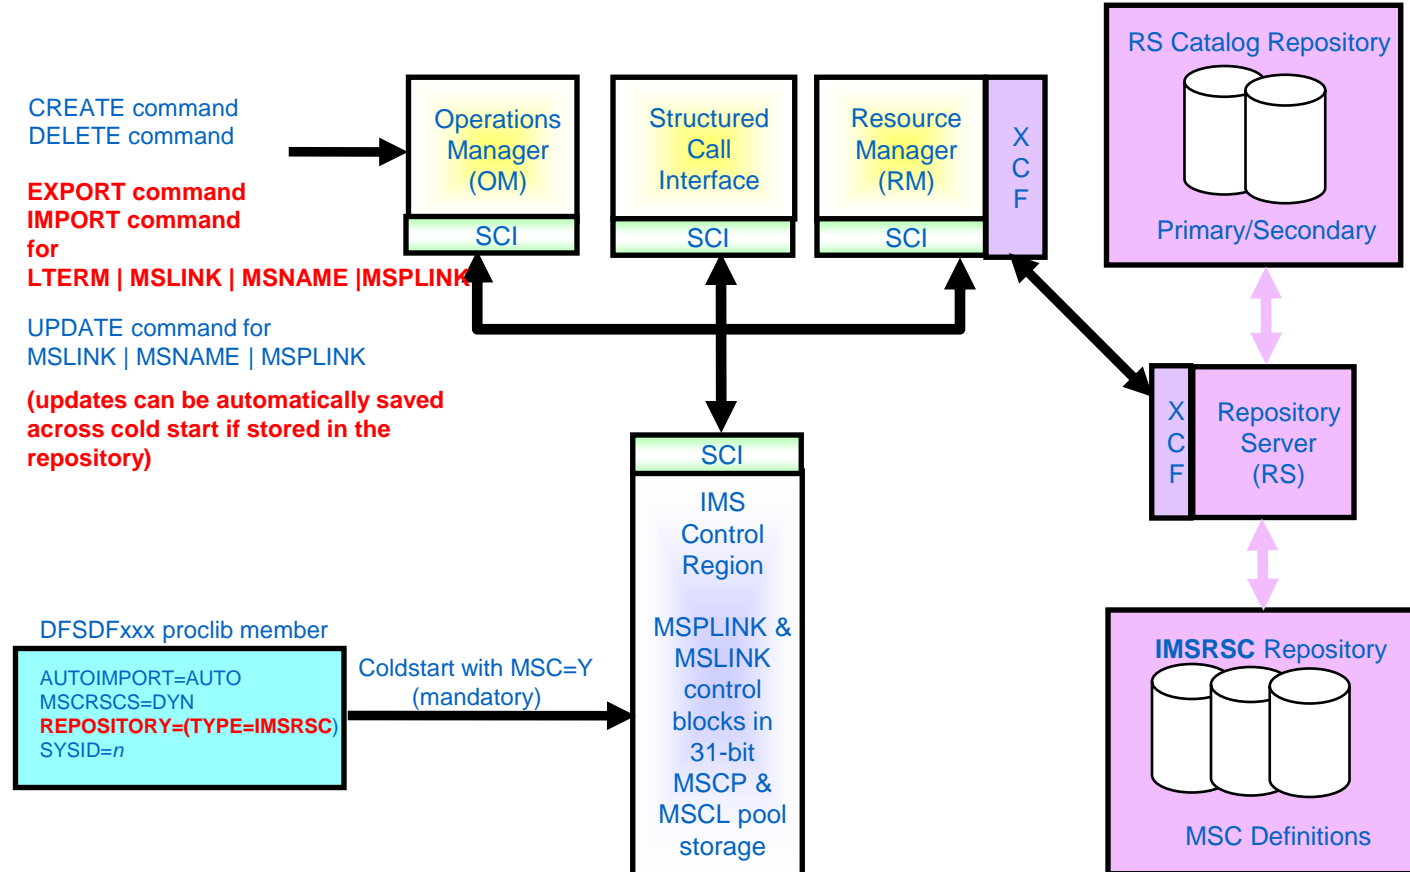 CREATE command
DELETE command
EXPORT command
IMPORT command
for
LTERM | MSLINK | MSNAME |MSPLINK
UPDATE command for
MSLINK | MSNAME | MSPLINK
(updates can be automatically saved
across cold start if stored in the
repository)
Operations
Manager
(OM)
SCI
Structured
Call
Interface
SCI
Resource
Manager
(RM)
SCI
X
C
F
RS Catalog Repository
Primary/Secondary
X
C
F
Repository
Server
(RS)
IMSRSC Repository
MSC Definitions
SCI
IMS
Control
Region
MSPLINK &
MSLINK
control
blocks in
31-bit
MSCP &
MSCL pool
storage
DFSDFxxx proclib member
AUTOIMPORT=AUTO
MSCRSCS=DYN
REPOSITORY=(TYPE=IMSRSC)
SYSID=n
Coldstart with MSC=Y
(mandatory)